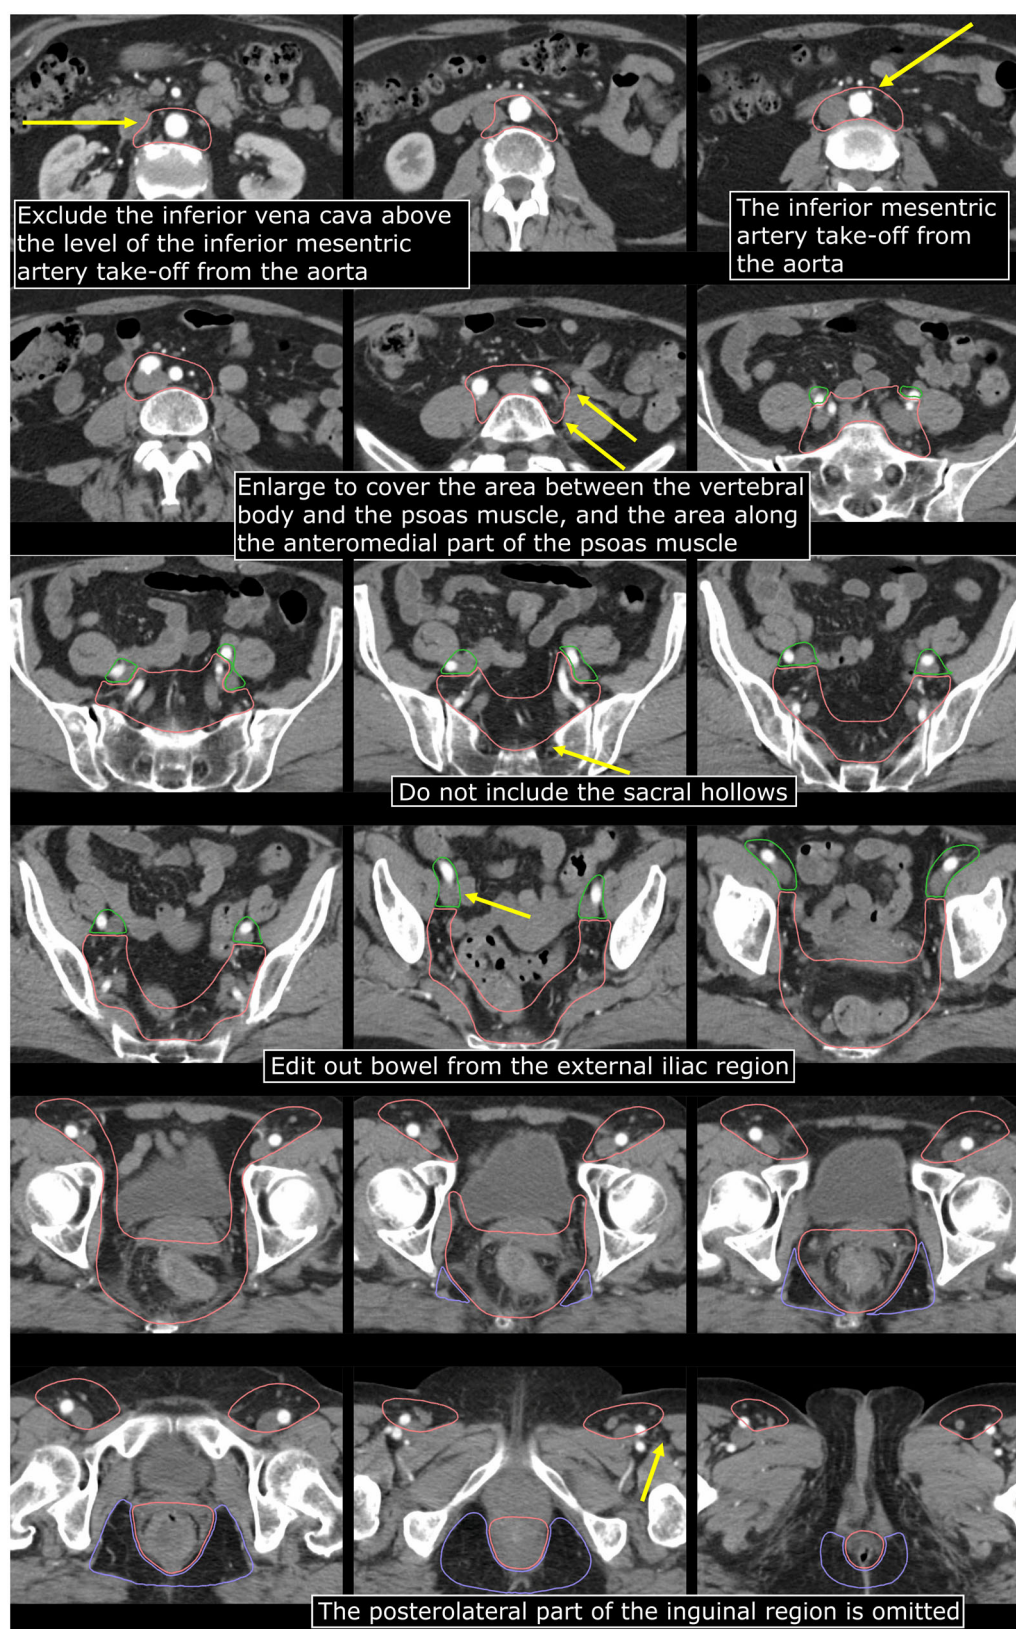 Exclude the inferior vena cava above
the level of the inferior mesentric
artery take-off from the aorta
The inferior mesentric
artery take-off from
the aorta
Enlarge to cover the area between the vertebral
body and the psoas muscle, and the area along
the anteromedial part of the psoas muscle
Do not include the sacral hollows
Edit out bowel from the external iliac region
The posterolateral part of the inguinal region is omitted